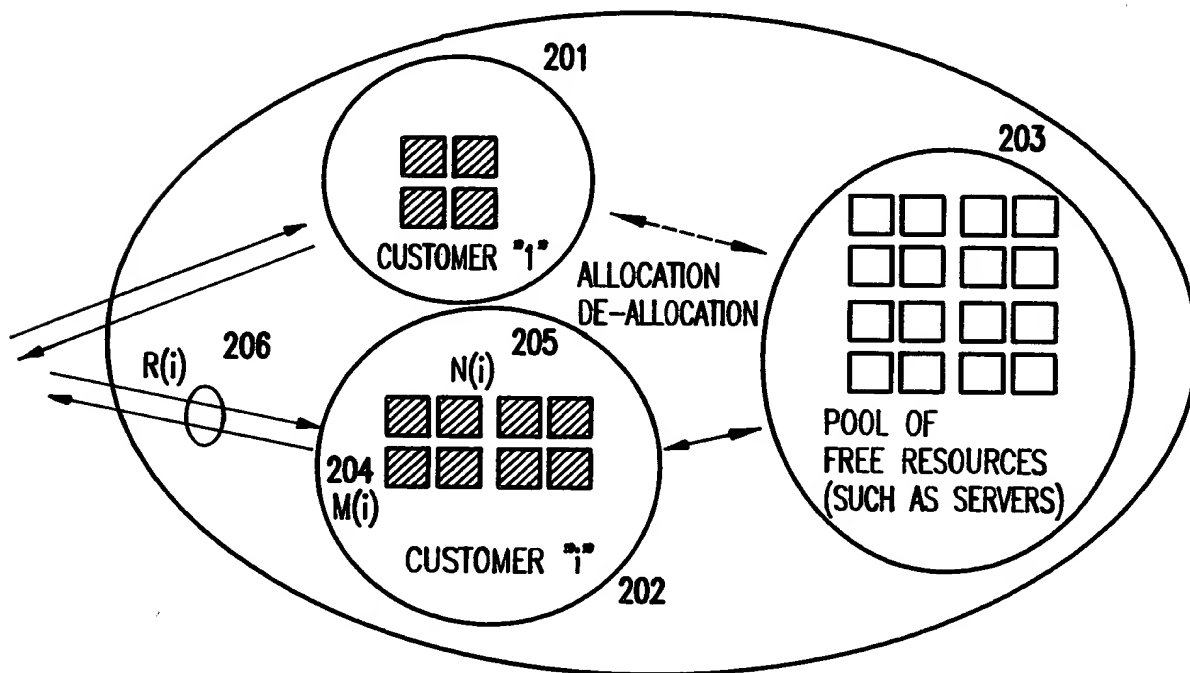 201
CUSTOMER "1"
203
ALLOCATION
DE-ALLOCATION
206
R(i)
205
N(i)
204
M(i)
CUSTOMER "i"
202
POOL OF
FREE RESOURCES
(SUCH AS SERVERS)